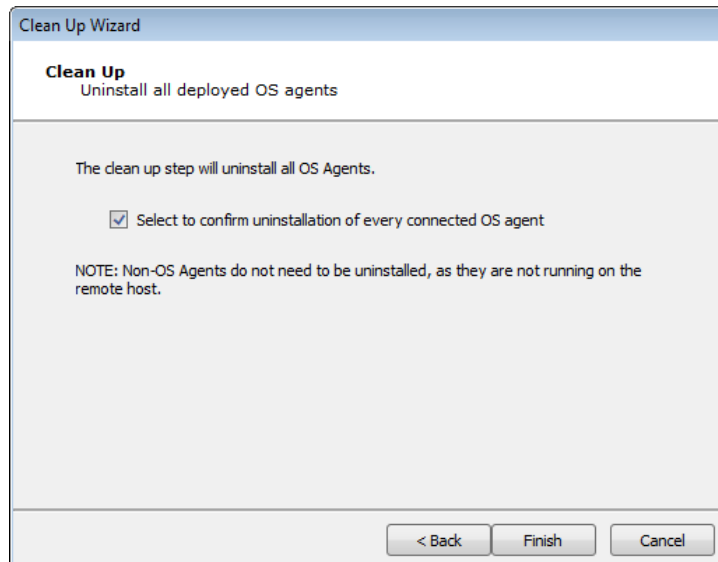 Clean Up Wizard
Clean Up
Uninstall all deployed OS agents
The clean up step will uninstall all OS Agents.
Select to confirm uninstallation of every connected OS agent
NOTE: Non-OS Agents do not need to be uninstalled, as they are not running on the
remote host.
< Back Finish Cancel